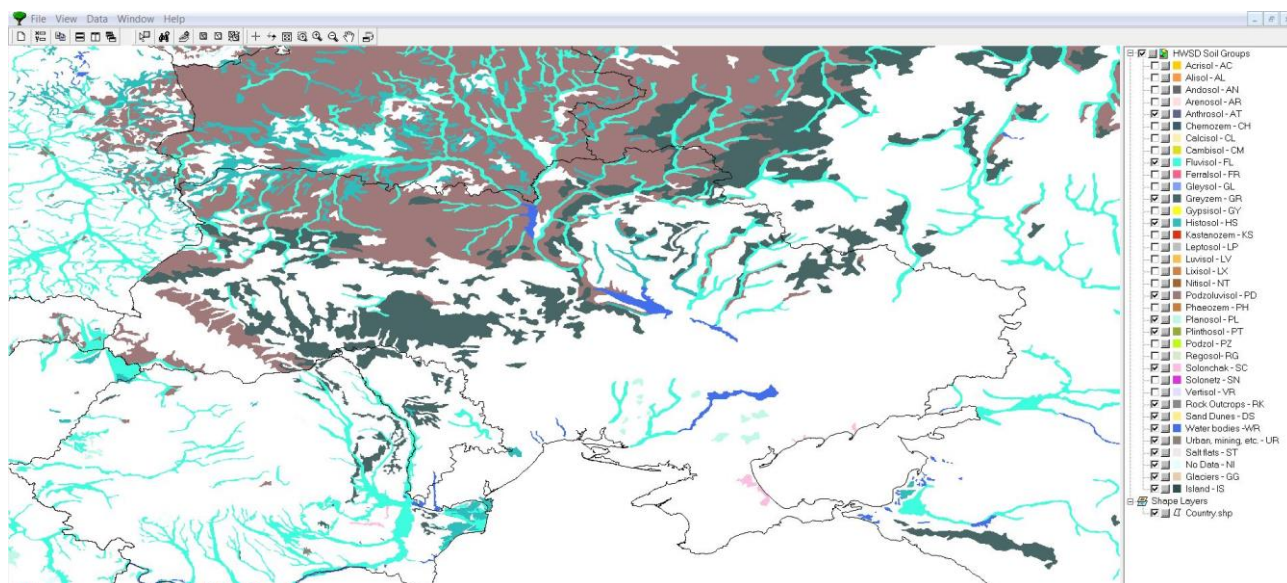 File View Data Window Help
HWSD Soil Groups
Acrisol - AC
Alisol - AL
Andosol - AN
Arenosol - AR
Anthrosol - AT
Chernozem - CH
Calcisol - CL
Cambisol - CM
Fluvisol - FL
Ferralsol - FR
Gleysol - GL
Greyzem - GR
Gypisol - GY
Histosol - HS
Kastanozem - KS
Leptosol - LP
Luvisol - LV
Lixisol - LX
Nitisol - NT
Podzoluvisol - PD
Phaeozem - PH
Planosol - PL
Plinthosol - PT
Podzol - PZ
Regosol - RG
Solonchak - SC
Solonetz - SN
Vertisol - VR
Rock Outcrops - RK
Sand Dunes - DS
Water bodies -WR
Urban, mining, etc. - UR
Salt flats - ST
No Data - NI
Glaciers - GG
Island - IS
Shape Layers
Country.shp